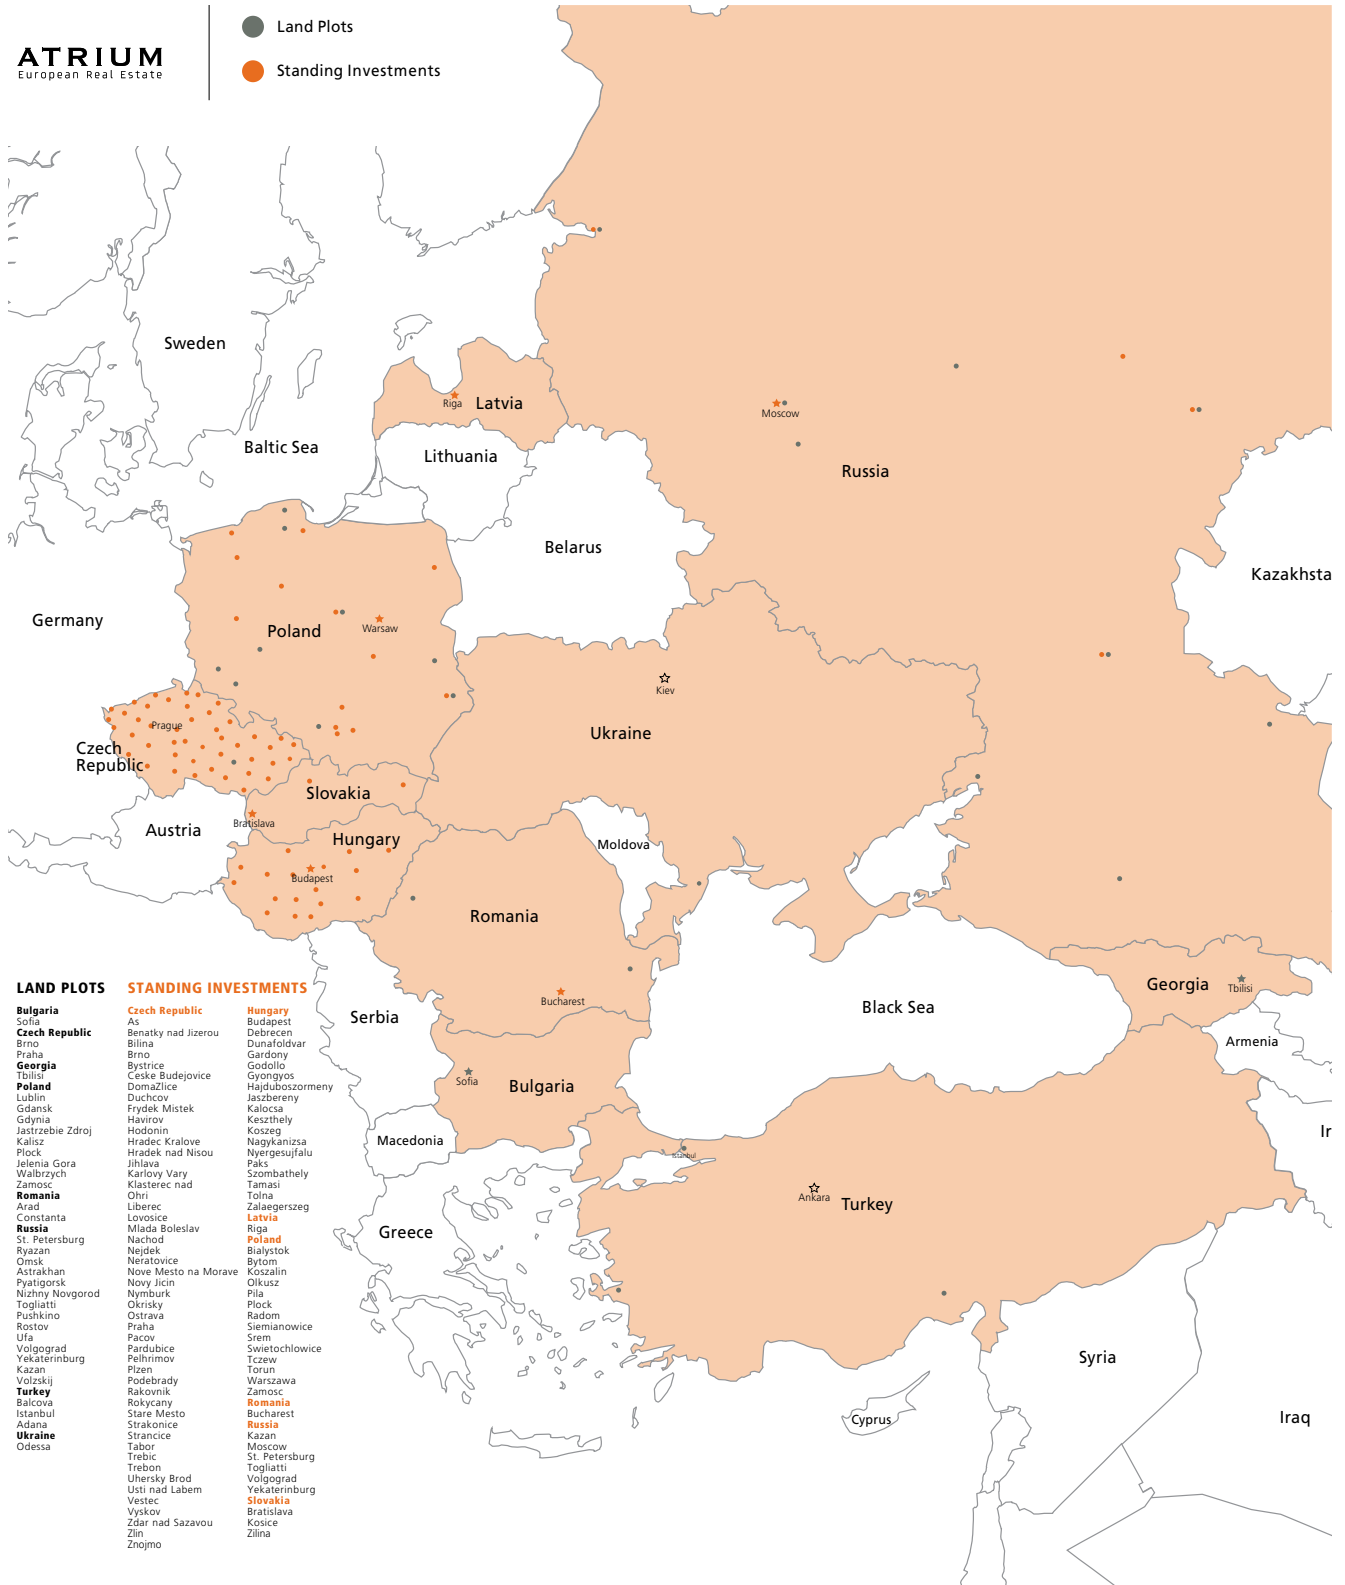 ATRIUM
European Real Estate
Land Plots
Standing Investments
Sweden
Baltic Sea
Riga
Latvia
Lithuania
Moscow
Russia
Belarus
Kazakhsta
Germany
Poland
Warsaw
Kiev
Ukraine
Prague
Czech
Republic
Slovakia
Bratislava
Austria
Hungary
Budapest
Moldova
Romania
Bucharest
Serbia
Black Sea
Georgia
Tbilisi
Armenia
Sofia
Bulgaria
Macedonia
Istanbul
Ankara
Turkey
Greece
Ir
Syria
Cyprus
Iraq
LAND PLOTS
Bulgaria
Sofia
Czech Republic
Brno
Praha
Georgia
Tbilisi
Poland
Lublin
Gdansk
Gdynia
Jastrzebie Zdroj
Kalisz
Plock
Jelenia Gora
Walbrzych
Zamosc
Romania
Arad
Constanta
Russia
St. Petersburg
Ryazan
Omsk
Astrakhan
Pyatigorsk
Nizhny Novgorod
Togliatti
Pushkino
Rostov
Ufa
Volgograd
Yekaterinburg
Kazan
Volzskij
Turkey
Balcova
Istanbul
Adana
Ukraine
Odessa
STANDING INVESTMENTS
Czech Republic
As
Benatky nad Jizerou
Bilina
Brno
Bystrice
Ceske Budejovice
DomaZlice
Duchcov
Frydek Mistek
Havirov
Hodonin
Hradec Kralove
Hradek nad Nisou
Jihlava
Karlovy Vary
Klasterec nad
Ohri
Liberec
Lovosice
Mlada Boleslav
Nachod
Nejdek
Neratovice
Nove Mesto na Morave
Novy Jicin
Nymburk
Okrisky
Ostrava
Praha
Pacov
Pardubice
Pelhrimov
Plzen
Podebrady
Rakovnik
Rokycany
Stare Mesto
Strakonice
Strancice
Tabor
Trebic
Trebon
Uhersky Brod
Usti nad Labem
Vestec
Vyskov
Zdar nad Sazavou
Zlin
Znojmo
Hungary
Budapest
Debrecen
Dunafoldvar
Gardony
Godollo
Gyongyos
Hajduboszormeny
Jaszbereny
Kalocsa
Keszthely
Koszeg
Nagykanizsa
Nyergesujfalu
Paks
Szombathely
Tamasi
Tolna
Zalaegerszeg
Latvia
Riga
Poland
Bialystok
Bytom
Koszalin
Olkusz
Pila
Plock
Radom
Siemianowice
Srem
Swietochlowice
Tczew
Torun
Warszawa
Zamosc
Romania
Bucharest
Russia
Kazan
Moscow
St. Petersburg
Togliatti
Volgograd
Yekaterinburg
Slovakia
Bratislava
Kosice
Zilina